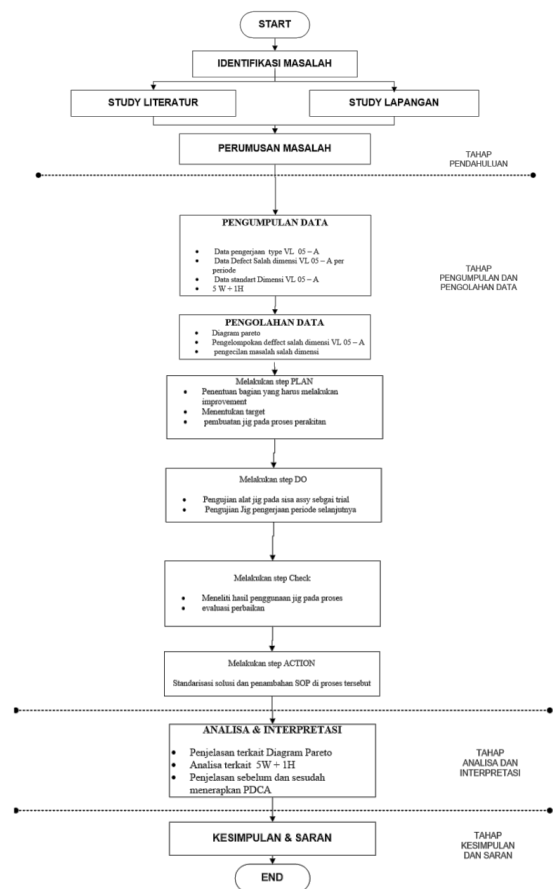 START
IDENTIFIKASI MASALAH
STUDY LITERATUR
STUDY LAPANGAN
PERUMUSAN MASALAH
TAHAP
PENDAHULUAN
PENGUMPULAN DATA
• Data pengerjaan type VL 05 – A
• Data Defect Salah dimensi VL 05 – A per
periode
• Data standart Dimensi VL 05 – A
• 5 W + 1H
TAHAP
PENGUMPULAN DAN
PENGOLAHAN DATA
PENGOLAHAN DATA
• Diagram pareto
• Pengelompokan deffect salah dimensi VL 05 – A
• pengecilan masalah salah dimensi
Melakukan step PLAN
• Penentuan bagian yang harus melakukan
improvement
• Menentukan target
• pembuatan jig pada proses perakitan
Melakukan step DO
• Pengujian alat jig pada sisa assy sebgai trial
• Pengujian Jig pengerjaan periode selanjutnya
Melakukan step Check
• Meneliti hasil penggunaan jig pada proses
• evaluasi perbaikan
Melakukan step ACTION
Standarisasi solusi dan penambahan SOP di proses tersebut
ANALISA & INTERPRETASI
• Penjelasan terkait Diagram Pareto
• Analisa terkait 5W + 1H
• Penjelasan sebelum dan sesudah
menerapkan PDCA
TAHAP
ANALISA DAN
INTERPRETASI
KESIMPULAN & SARAN
TAHAP
KESIMPULAN
DAN SARAN
END